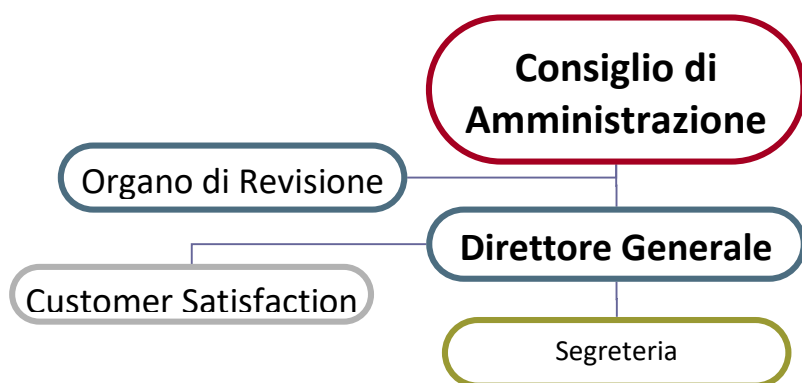 Consiglio di
Amministrazione
Organo di Revisione
Direttore Generale
Customer Satisfaction
Segreteria